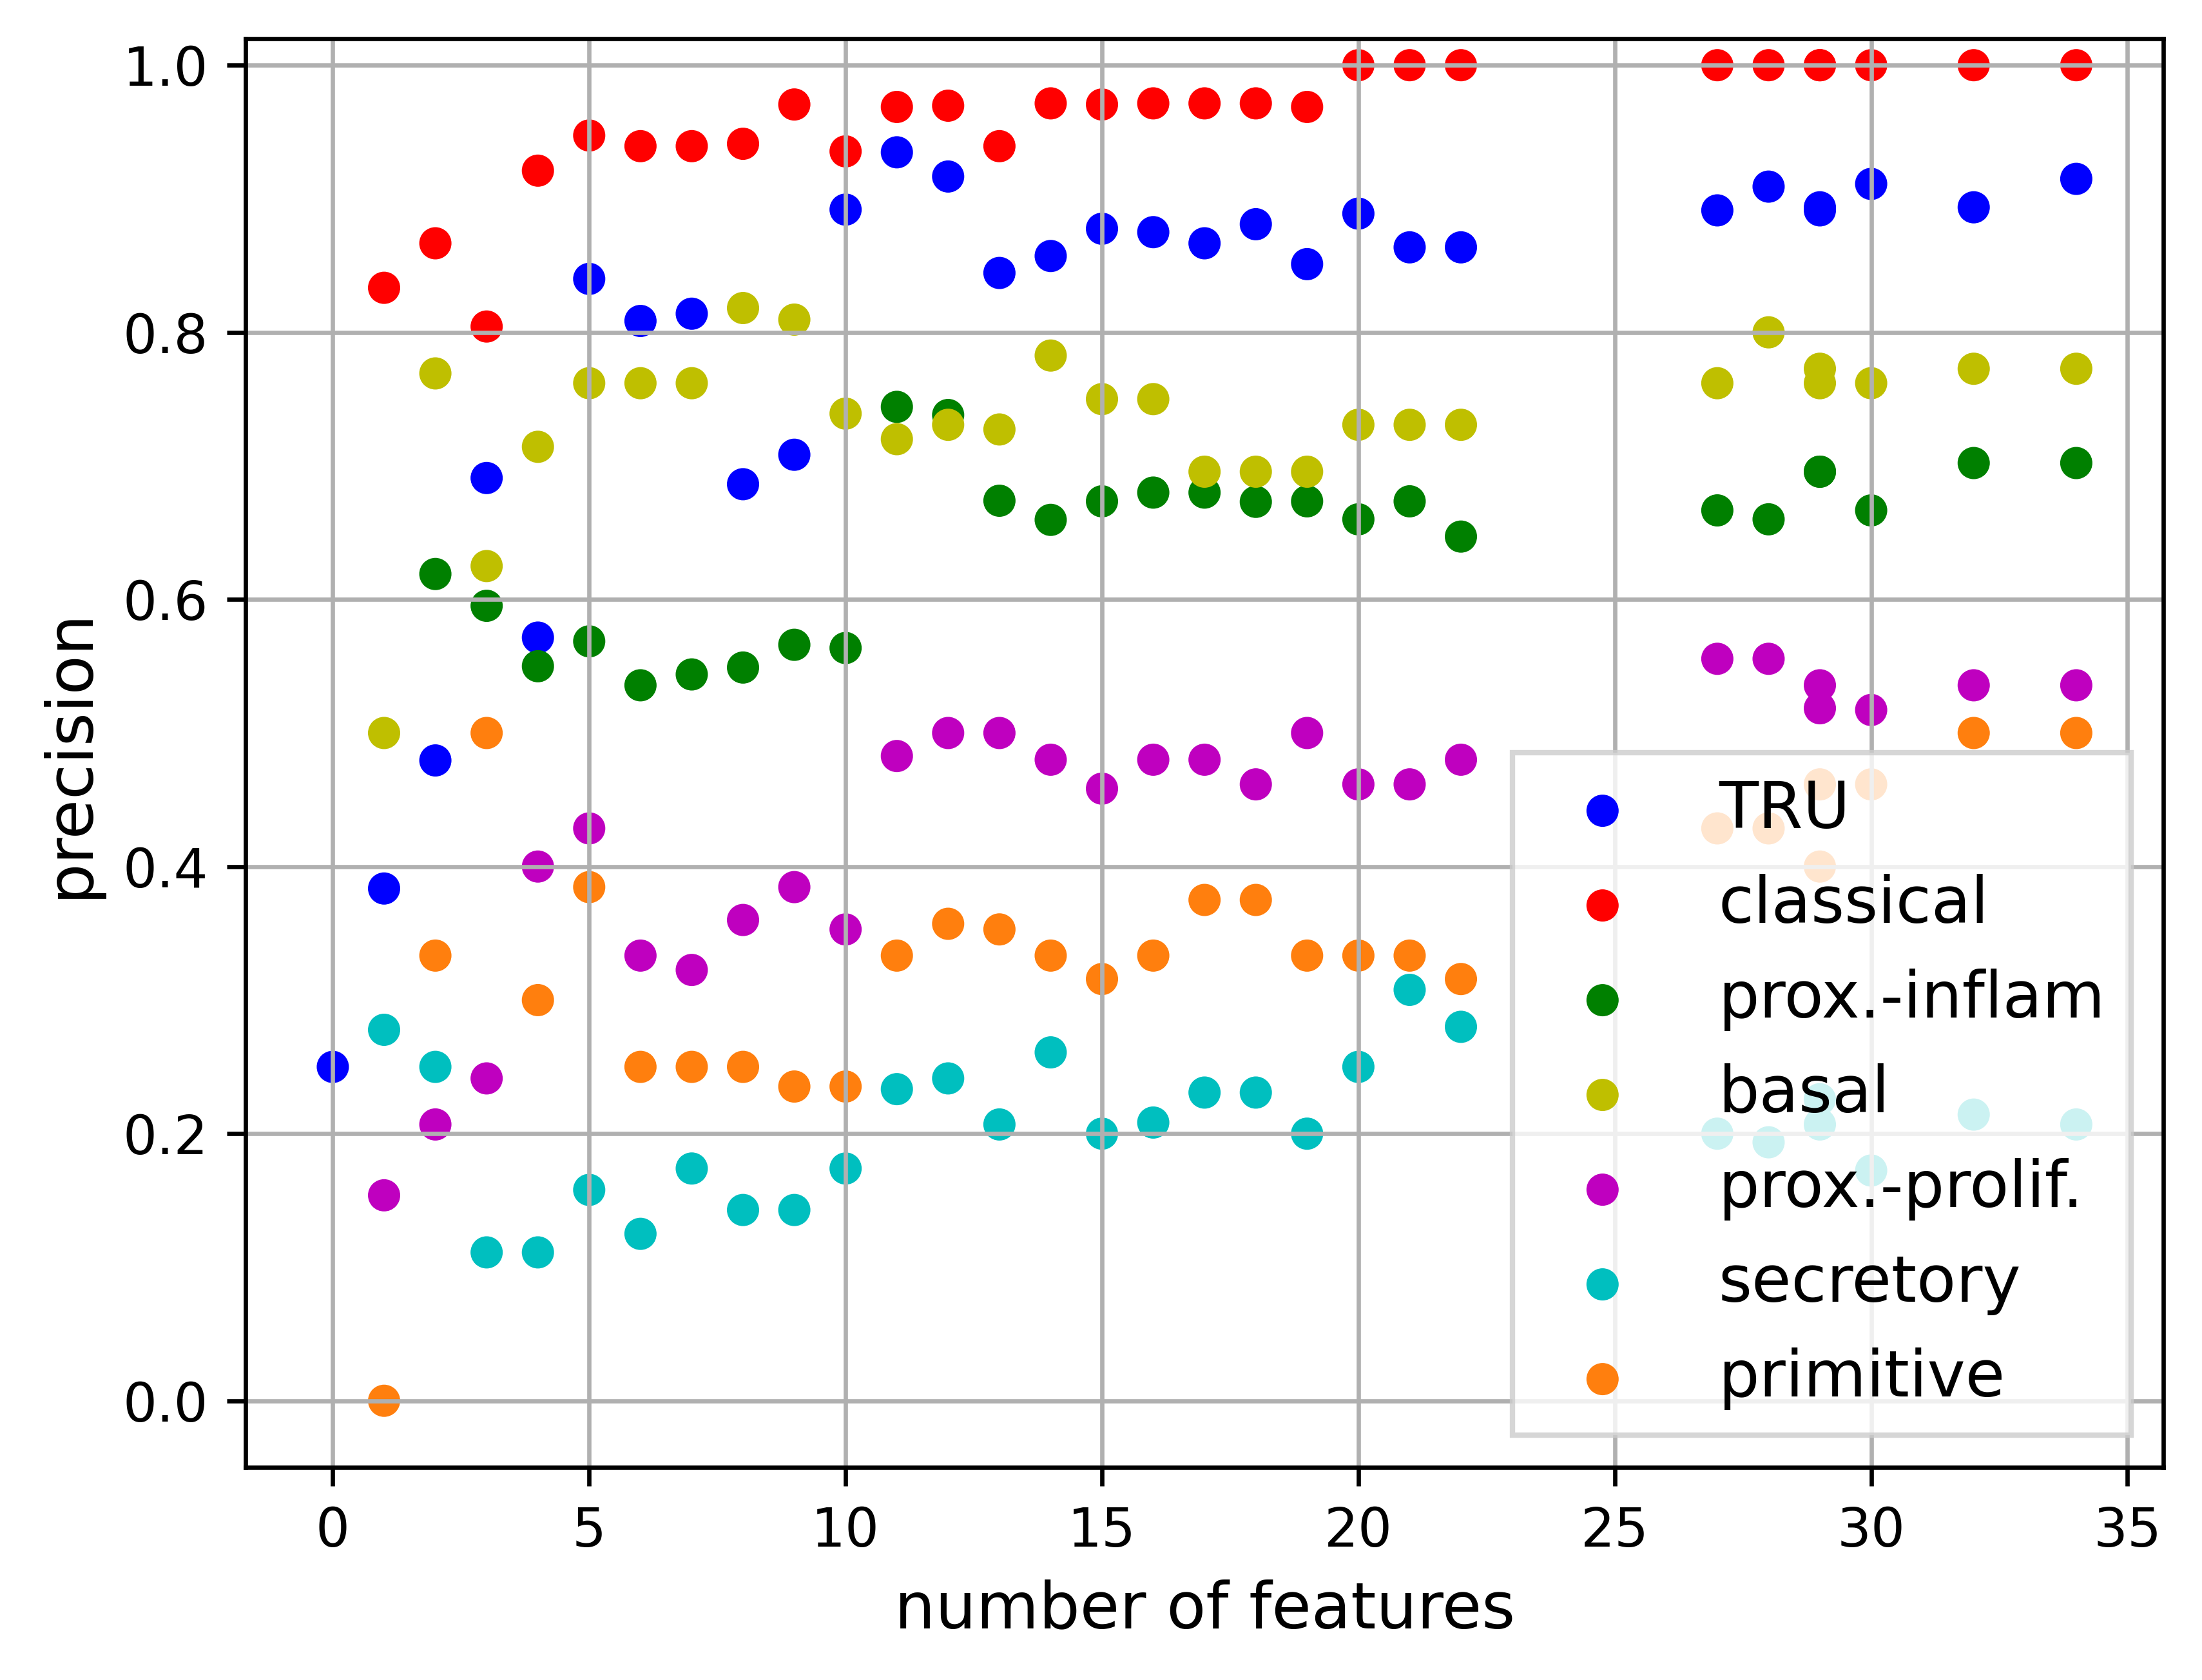 precision
1.0
0.8
0.6
0.4
0.2
0.0
TRU
classical
prox.-inflam
basal
prox.-prolif.
secretory
primitive
0 5 10 15 20 25 30 35
number of features